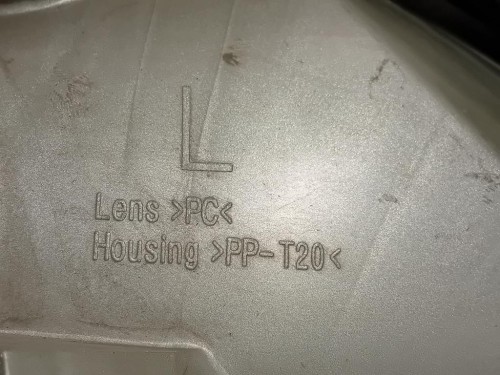 L
Lens >PC<
Housing >PP-T20<